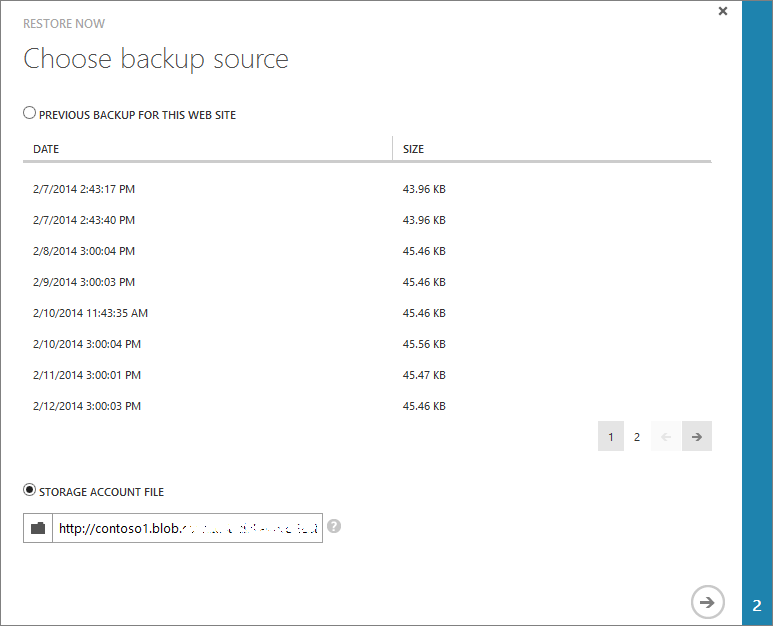 RESTORE NOW
Choose backup source
PREVIOUS BACKUP FOR THIS WEB SITE
DATE SIZE
2/7/2014 2:43:17 PM 43.96 KB
2/7/2014 2:43:40 PM 43.96 KB
2/8/2014 3:00:04 PM 45.46 KB
2/9/2014 3:00:03 PM 45.46 KB
2/10/2014 11:43:35 AM 45.46 KB
2/10/2014 3:00:04 PM 45.56 KB
2/11/2014 3:00:01 PM 45.47 KB
2/12/2014 3:00:03 PM 45.46 KB
1 2
STORAGE ACCOUNT FILE
http://contoso1.blob.
?
2